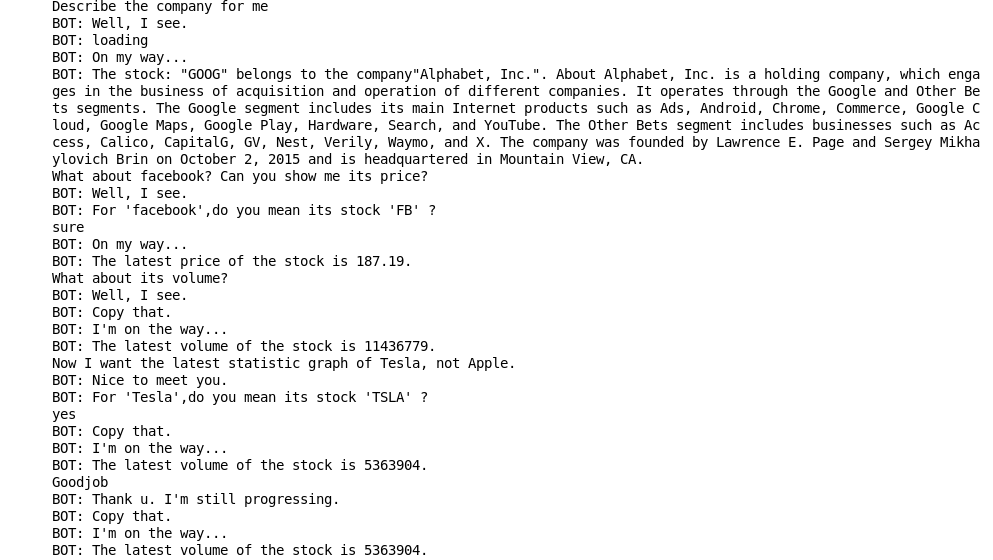 Describe the company for me
BOT: Well, I see.
BOT: loading
BOT: On my way...
BOT: The stock: "GOOG" belongs to the company"Alphabet, Inc.". About Alphabet, Inc. is a holding company, which enga
ges in the business of acquisition and operation of different companies. It operates through the Google and Other Be
ts segments. The Google segment includes its main Internet products such as Ads, Android, Chrome, Commerce, Google C
loud, Google Maps, Google Play, Hardware, Search, and YouTube. The Other Bets segment includes businesses such as Ac
cess, Calico, CapitalG, GV, Nest, Verily, Waymo, and X. The company was founded by Lawrence E. Page and Sergey Mikha
ylovich Brin on October 2, 2015 and is headquartered in Mountain View, CA.
What about facebook? Can you show me its price?
BOT: Well, I see.
BOT: For 'facebook',do you mean its stock 'FB' ?
sure
BOT: On my way...
BOT: The latest price of the stock is 187.19.
What about its volume?
BOT: Well, I see.
BOT: Copy that.
BOT: I'm on the way...
BOT: The latest volume of the stock is 11436779.
Now I want the latest statistic graph of Tesla, not Apple.
BOT: Nice to meet you.
BOT: For 'Tesla',do you mean its stock 'TSLA' ?
yes
BOT: Copy that.
BOT: I'm on the way...
BOT: The latest volume of the stock is 5363904.
Goodjob
BOT: Thank u. I'm still progressing.
BOT: Copy that.
BOT: I'm on the way...
BOT: The latest volume of the stock is 5363904.